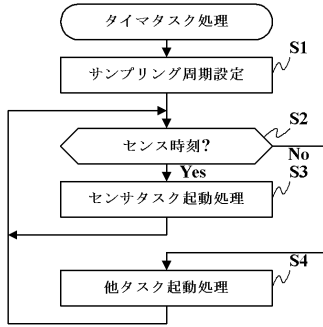 タイマタスク処理
S1
サンプリング周期設定
S2
センス時刻?
No
Yes
S3
センサタスク起動処理
S4
他タスク起動処理